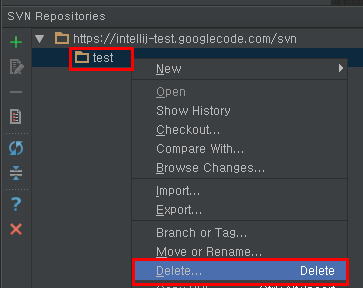 SVN Repositories
https://intellij-test.googlecode.com/svn
test
New
Open
Show History
Checkout...
Compare With...
Browse Changes...
Import...
Export...
Branch or Tag...
Move or Rename...
Delete... Delete